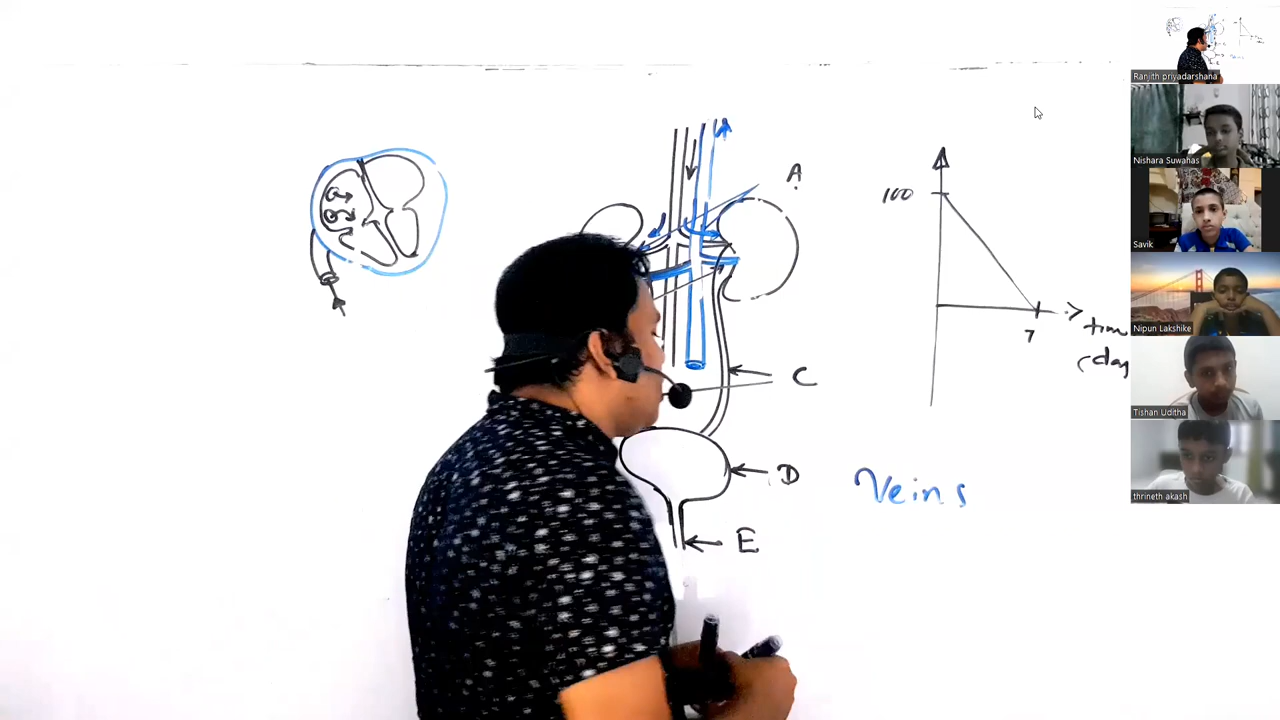 A
100
7
time
(day
C
D
E
Veins
Ranjith priyadarshana
Nishara Suwahas
Savik
Nipun Lakshike
Tishan Uditha
thrineth akash